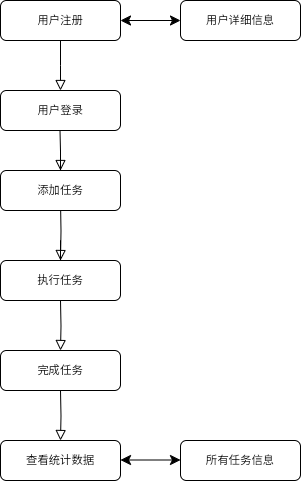 用户注册
用户详细信息
用户登录
添加任务
执行任务
完成任务
查看统计数据
所有任务信息